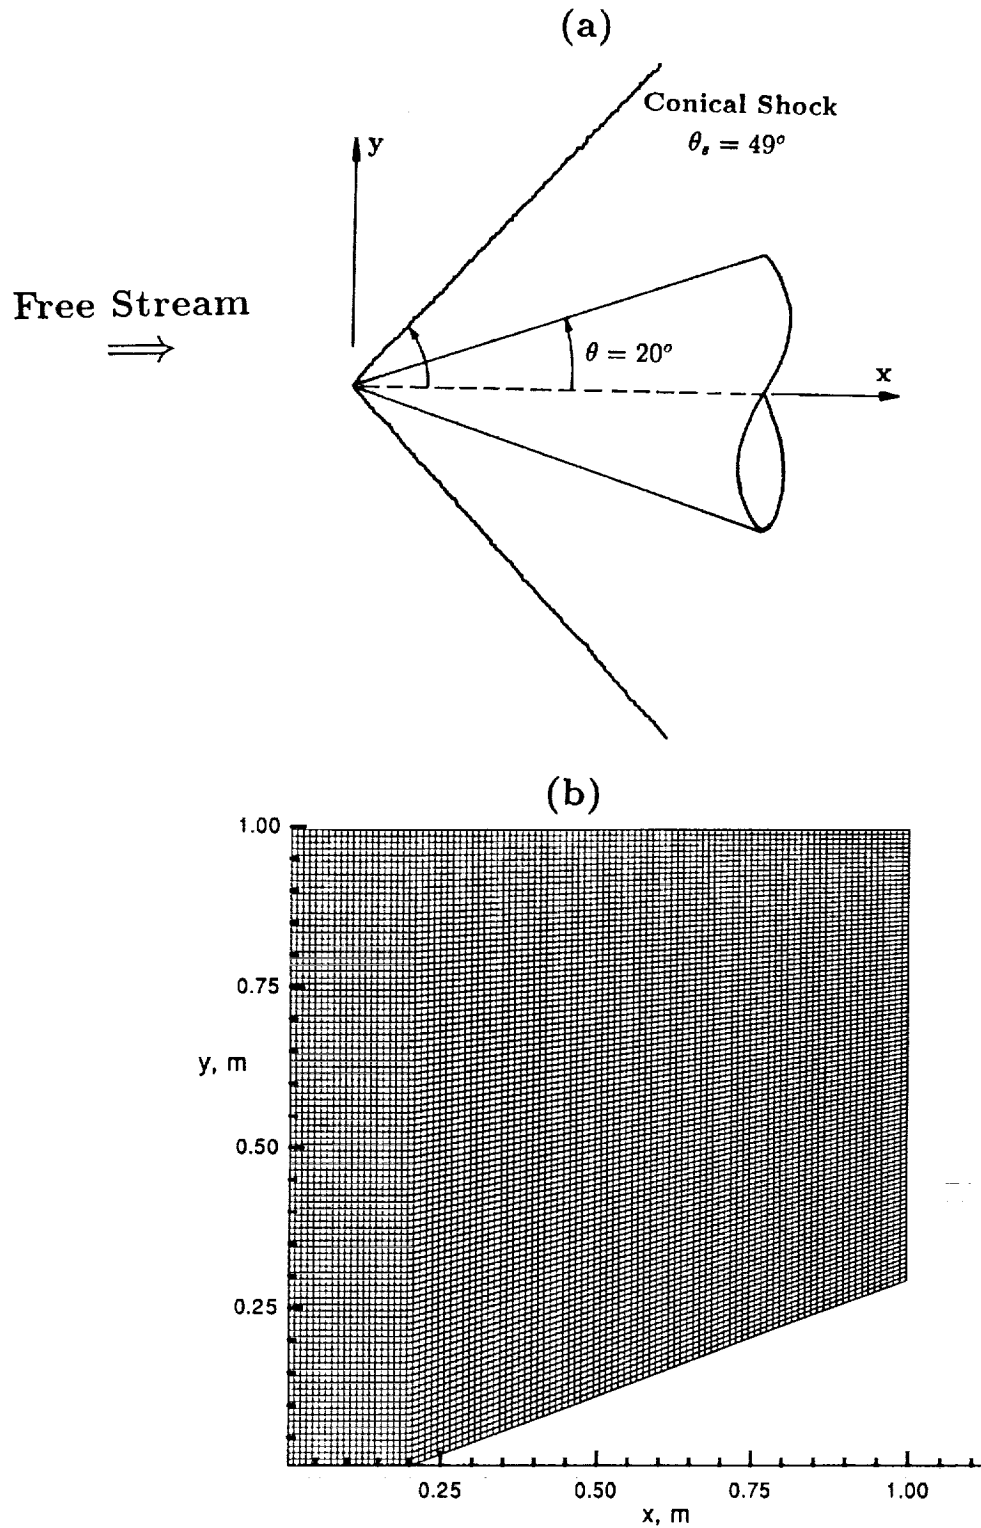 (a)
Conical Shock
θₛ = 49°
y
Free Stream
⇒
θ = 20°
x
(b)
1.00
0.75
y, m
0.50
0.25
0.25 0.50 0.75 1.00
x, m